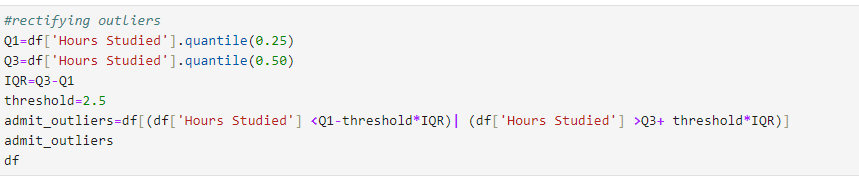 #rectifying outliers
Q1=df['Hours Studied'].quantile(0.25)
Q3=df['Hours Studied'].quantile(0.50)
IQR=Q3-Q1
threshold=2.5
admit_outliers=df[(df['Hours Studied'] <Q1-threshold*IQR)| (df['Hours Studied'] >Q3+ threshold*IQR)]
admit_outliers
df